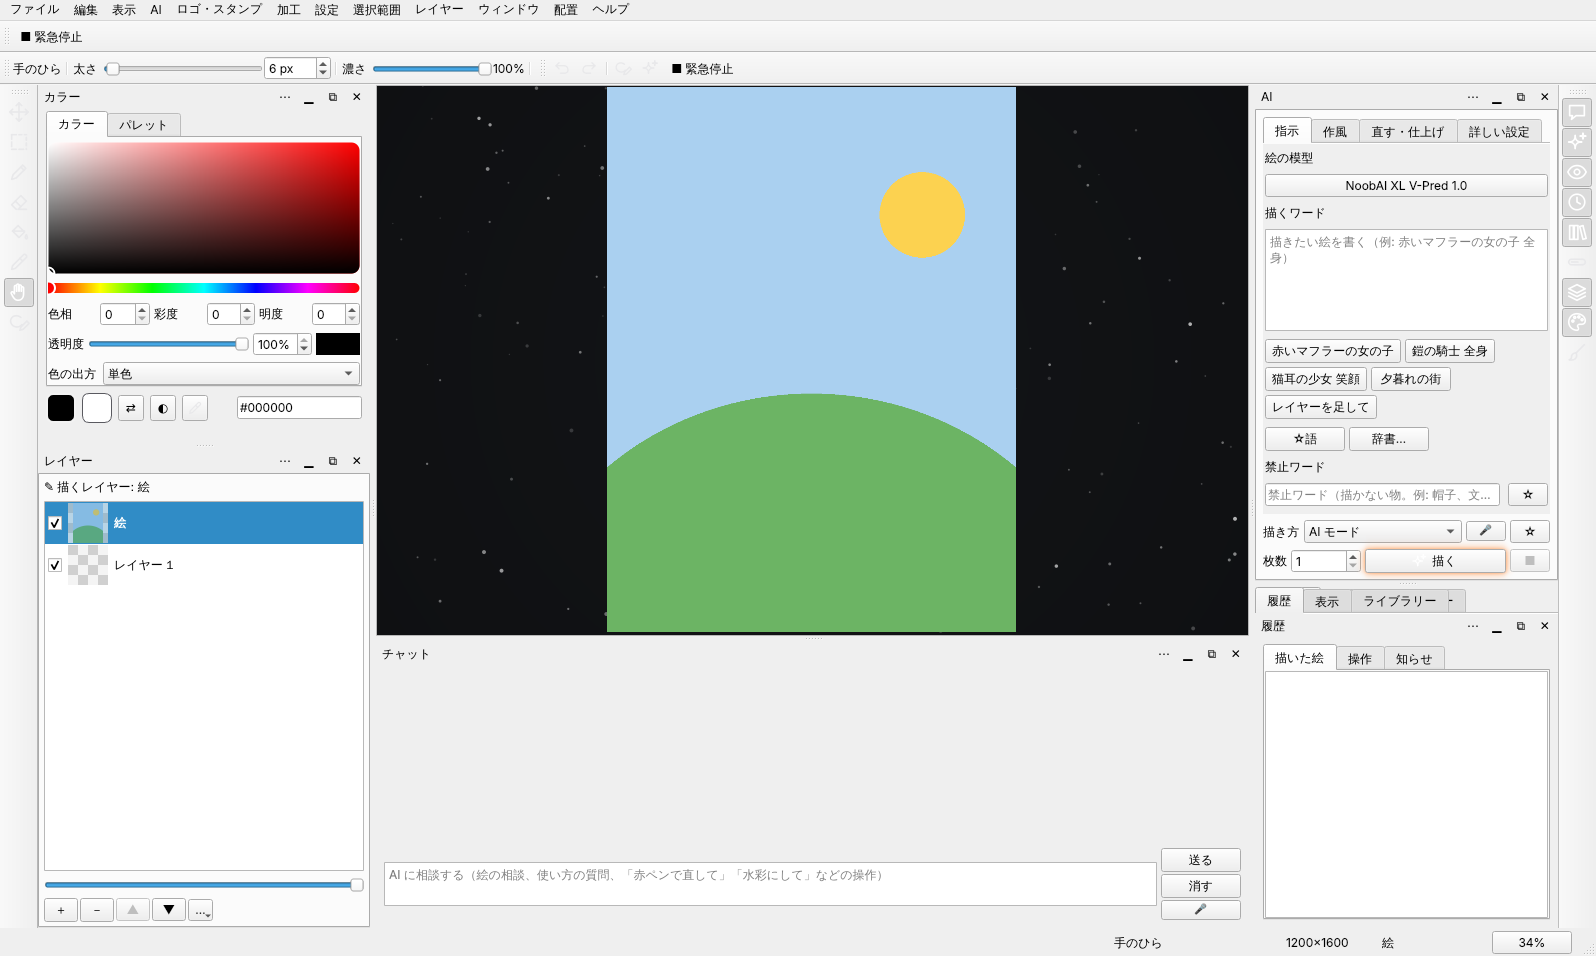 ファイル 編集 表示 AI ロゴ・スタンプ 加工 設定 選択範囲 レイヤー ウィンドウ 配置 ヘルプ
■ 緊急停止
手のひら 太さ 6 px 濃さ 100% ■ 緊急停止
カラー
カラー パレット
色相 0 彩度 0 明度 0
透明度 100%
色の出方 単色
#000000
レイヤー
✎ 描くレイヤー: 絵
絵
レイヤー 1
+ − ▲ ▼ ...
チャット
AI に相談する（絵の相談、使い方の質問、「赤ペンで直して」「水彩にして」などの操作）
送る
消す
AI
指示 作風 直す・仕上げ 詳しい設定
絵の模型
NoobAI XL V-Pred 1.0
描くワード
描きたい絵を書く（例: 赤いマフラーの女の子 全
身）
赤いマフラーの女の子 鎧の騎士 全身
猫耳の少女 笑顔 夕暮れの街
レイヤーを足して
☆語 辞書...
禁止ワード
禁止ワード（描かない物。例: 帽子、文... ☆
描き方 AI モード ☆
枚数 1 描く ■
履歴 表示 ライブラリー
履歴
描いた絵 操作 知らせ
手のひら 1200×1600 絵 34%